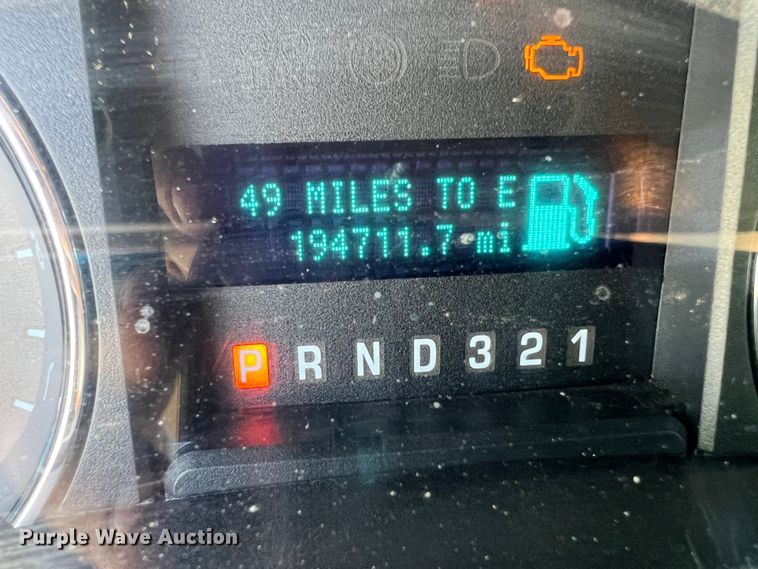 49 MILES TO E
194711.7 mi
P R N D 3 2 1
Purple Wave Auction